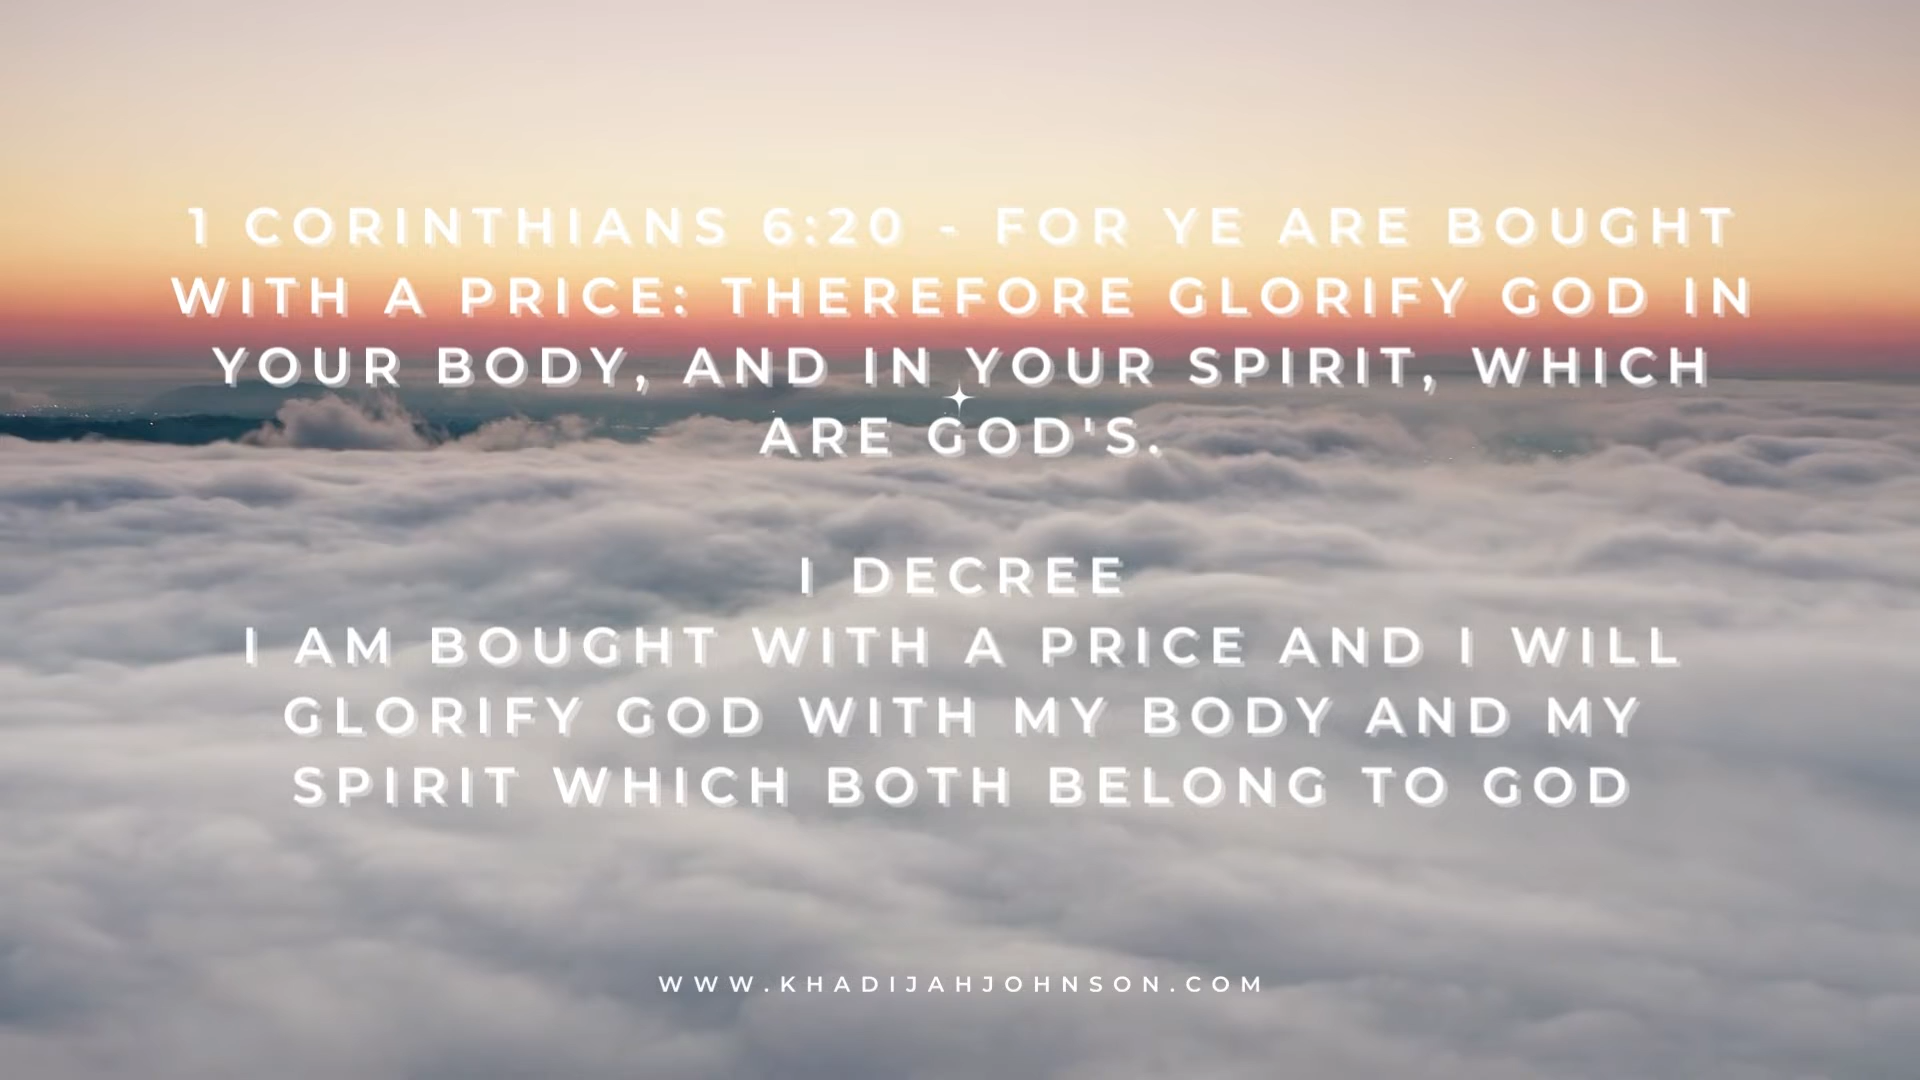 1 CORINTHIANS 6:20 - FOR YE ARE BOUGHT
WITH A PRICE: THEREFORE GLORIFY GOD IN
YOUR BODY, AND IN YOUR SPIRIT, WHICH
ARE GOD'S.
I DECREE
I AM BOUGHT WITH A PRICE AND I WILL
GLORIFY GOD WITH MY BODY AND MY
SPIRIT WHICH BOTH BELONG TO GOD
WWW.KHADIJAHJOHNSON.COM